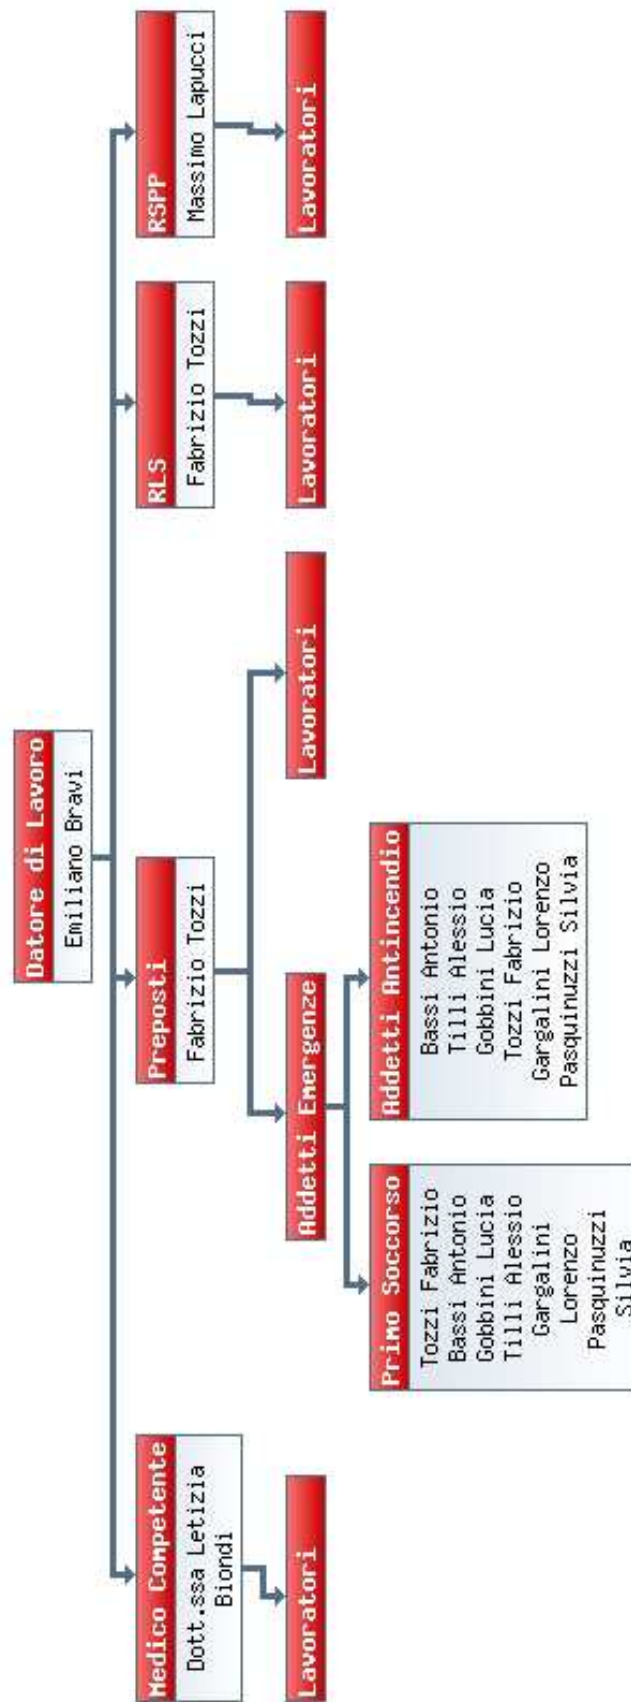 Datore di Lavoro
Emiliano Bravi
Medico Competente
Dott.ssa Letizia
Biondi
Lavoratori
Preposti
Fabrizio Tozzi
Addetti Emergenze
Primo Soccorso
Tozzi Fabrizio
Bassi Antonio
Gobbini Lucia
Tilli Alessio
Gargalini
Lorenzo
Pasquinuzzi
Silvia
Addetti Antincendio
Bassi Antonio
Tilli Alessio
Gobbini Lucia
Tozzi Fabrizio
Gargalini Lorenzo
Pasquinuzzi Silvia
Lavoratori
RLS
Fabrizio Tozzi
Lavoratori
RSPP
Massimo Lapucci
Lavoratori